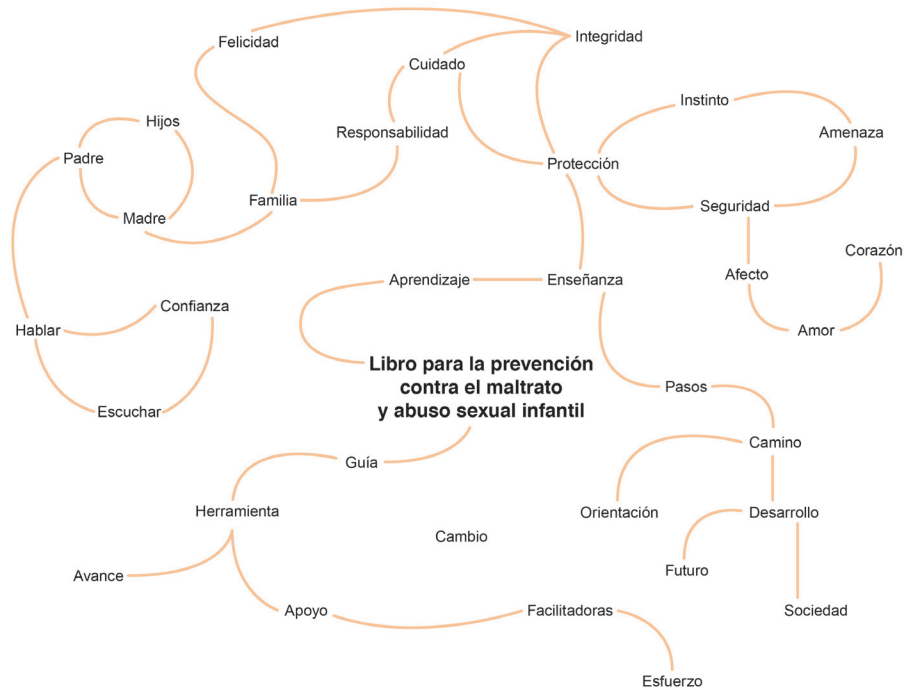 Felicidad
Integridad
Cuidado
Instinto
Hijos
Responsabilidad
Amenaza
Padre
Protección
Familia
Seguridad
Madre
Corazón
Afecto
Aprendizaje
Enseñanza
Confianza
Hablar
Amor
Libro para la prevención
contra el maltrato
y abuso sexual infantil
Pasos
Escuchar
Camino
Guía
Herramienta
Orientación
Desarrollo
Cambio
Futuro
Avance
Apoyo
Facilitadoras
Sociedad
Esfuerzo